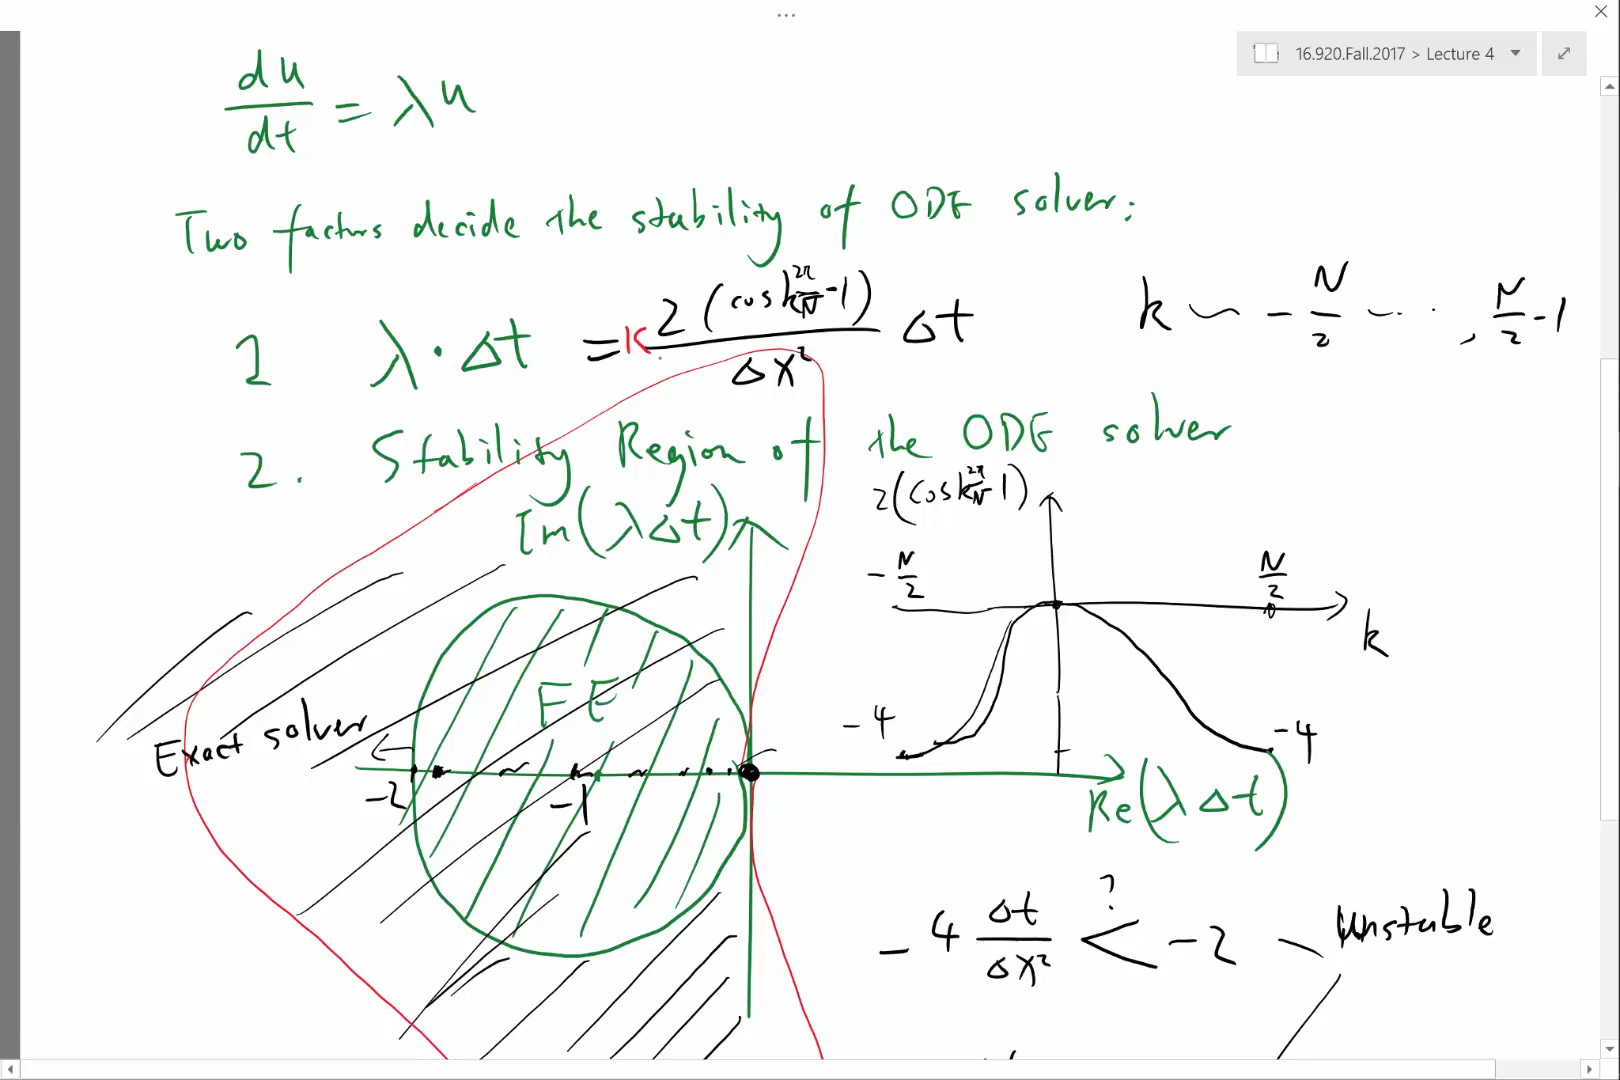 16.920.Fall.2017 > Lecture 4
du/dt = λu
Two factors decide the stability of ODE solver:
1 λ·Δt = K 2(cos k 2π/N -1)/Δx² Δt
k ~ -N/2 ..., N/2 -1
2. Stability Region of the ODE solver
2(cos k 2π/N -1)
Im(λΔt)
-N/2
N/2
k
FE
-4
-4
Exact solver
-2
-1
Re(λΔt)
-4 Δt/Δx² <? -2 ~ Unstable